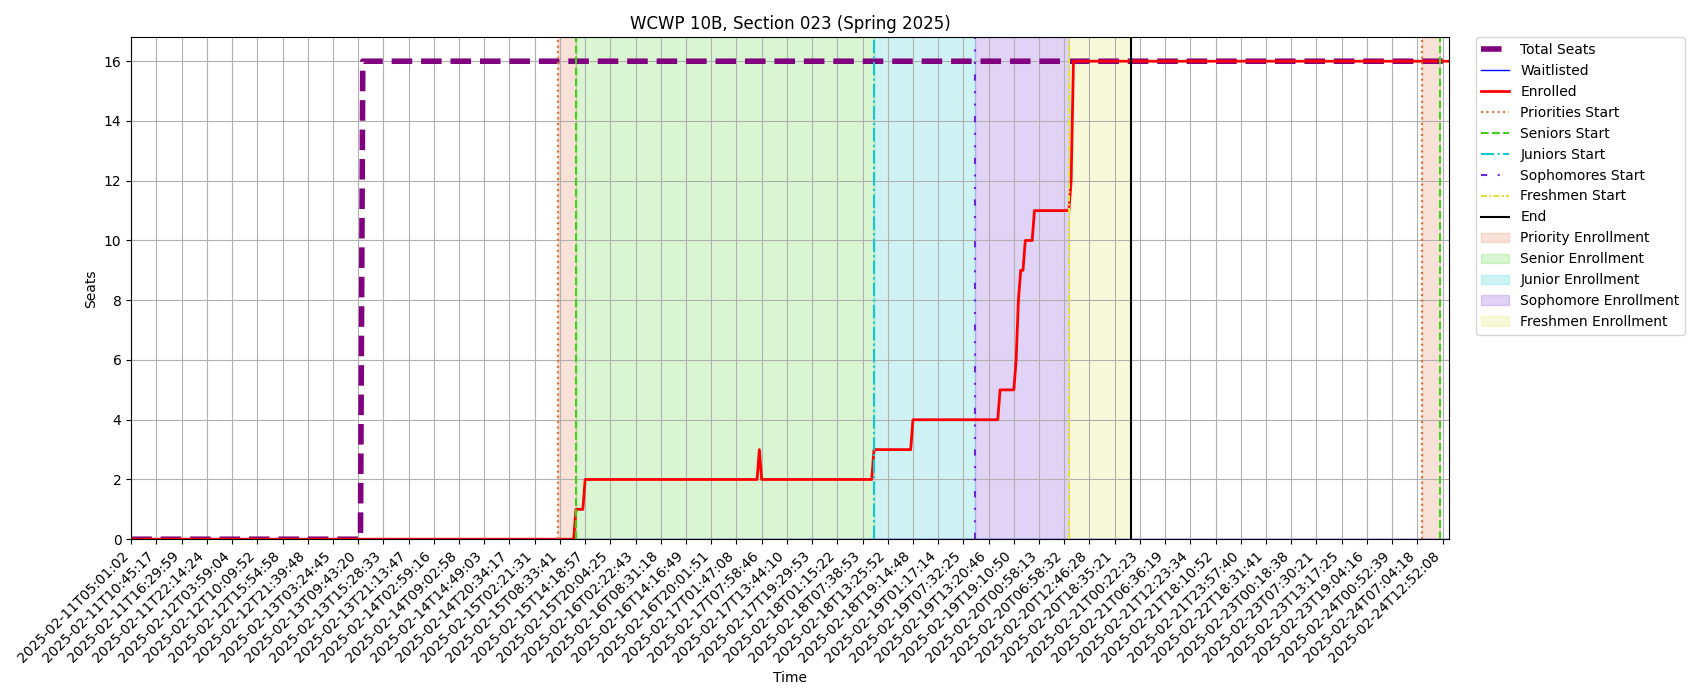 WCWP 10B, Section 023 (Spring 2025)
Seats
16
14
12
10
8
6
4
2
0
2025-02-11T05:01:02
2025-02-11T10:45:17
2025-02-11T16:29:59
2025-02-11T22:14:24
2025-02-12T03:59:04
2025-02-12T10:09:52
2025-02-12T15:54:58
2025-02-12T21:39:48
2025-02-13T03:24:45
2025-02-13T09:43:20
2025-02-13T15:28:33
2025-02-13T21:13:47
2025-02-14T02:59:16
2025-02-14T09:02:58
2025-02-14T14:49:03
2025-02-14T20:34:17
2025-02-15T02:21:31
2025-02-15T08:33:41
2025-02-15T14:18:57
2025-02-15T20:04:25
2025-02-16T02:22:43
2025-02-16T08:31:18
2025-02-16T14:16:49
2025-02-16T20:01:51
2025-02-17T01:47:08
2025-02-17T07:58:46
2025-02-17T13:44:10
2025-02-17T19:29:53
2025-02-18T01:15:22
2025-02-18T07:38:53
2025-02-18T13:25:52
2025-02-18T19:14:48
2025-02-19T01:17:14
2025-02-19T07:32:25
2025-02-19T13:20:46
2025-02-19T19:10:50
2025-02-20T00:58:13
2025-02-20T06:58:32
2025-02-20T12:46:28
2025-02-20T18:35:21
2025-02-21T00:22:23
2025-02-21T06:36:19
2025-02-21T12:23:34
2025-02-21T18:10:52
2025-02-21T23:57:40
2025-02-22T18:31:41
2025-02-23T00:18:38
2025-02-23T07:30:21
2025-02-23T13:17:25
2025-02-23T19:04:16
2025-02-24T00:52:39
2025-02-24T07:04:18
2025-02-24T12:52:08
Time
Total Seats
Waitlisted
Enrolled
Priorities Start
Seniors Start
Juniors Start
Sophomores Start
Freshmen Start
End
Priority Enrollment
Senior Enrollment
Junior Enrollment
Sophomore Enrollment
Freshmen Enrollment